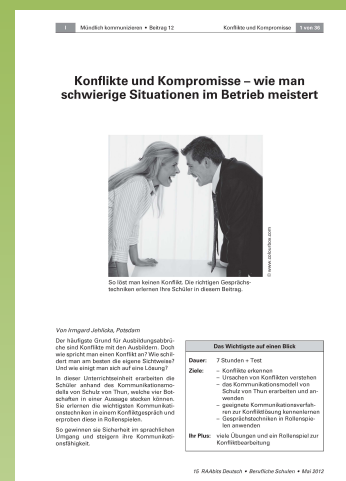 I Mündlich kommunizieren • Beitrag 12 Konflikte und Kompromisse 1 von 36
Konflikte und Kompromisse – wie man
schwierige Situationen im Betrieb meistert
© www.colourbox.com
So löst man keinen Konflikt. Die richtigen Gesprächs-
techniken erlernen Ihre Schüler in diesem Beitrag.
Von Irmgard Jehlicka, Potsdam
Der häufigste Grund für Ausbildungsabbrü-
che sind Konflikte mit den Ausbildern. Doch
wie spricht man einen Konflikt an? Wie schil-
dert man am besten die eigene Sichtweise?
Und wie einigt man sich auf eine Lösung?
In dieser Unterrichtseinheit erarbeiten die
Schüler anhand des Kommunikationsmo-
dells von Schulz von Thun, welche vier Bot-
schaften in einer Aussage stecken können.
Sie erlernen die wichtigsten Kommunikati-
onstechniken in einem Konfliktgespräch und
erproben diese in Rollenspielen.
So gewinnen sie Sicherheit im sprachlichen
Umgang und steigern ihre Kommunikati-
onsfähigkeit.
Das Wichtigste auf einen Blick
Dauer: 7 Stunden + Test
Ziele: – Konflikte erkennen
– Ursachen von Konflikten verstehen
– das Kommunikationsmodell von
Schulz von Thun erarbeiten und an-
wenden
– geeignete Kommunikationsverfah-
ren zur Konfliktlösung kennenlernen
– Gesprächstechniken in Rollenspie-
len anwenden
Ihr Plus: viele Übungen und ein Rollenspiel zur
Konfliktbearbeitung
15 RAAbits Deutsch • Berufliche Schulen • Mai 2012